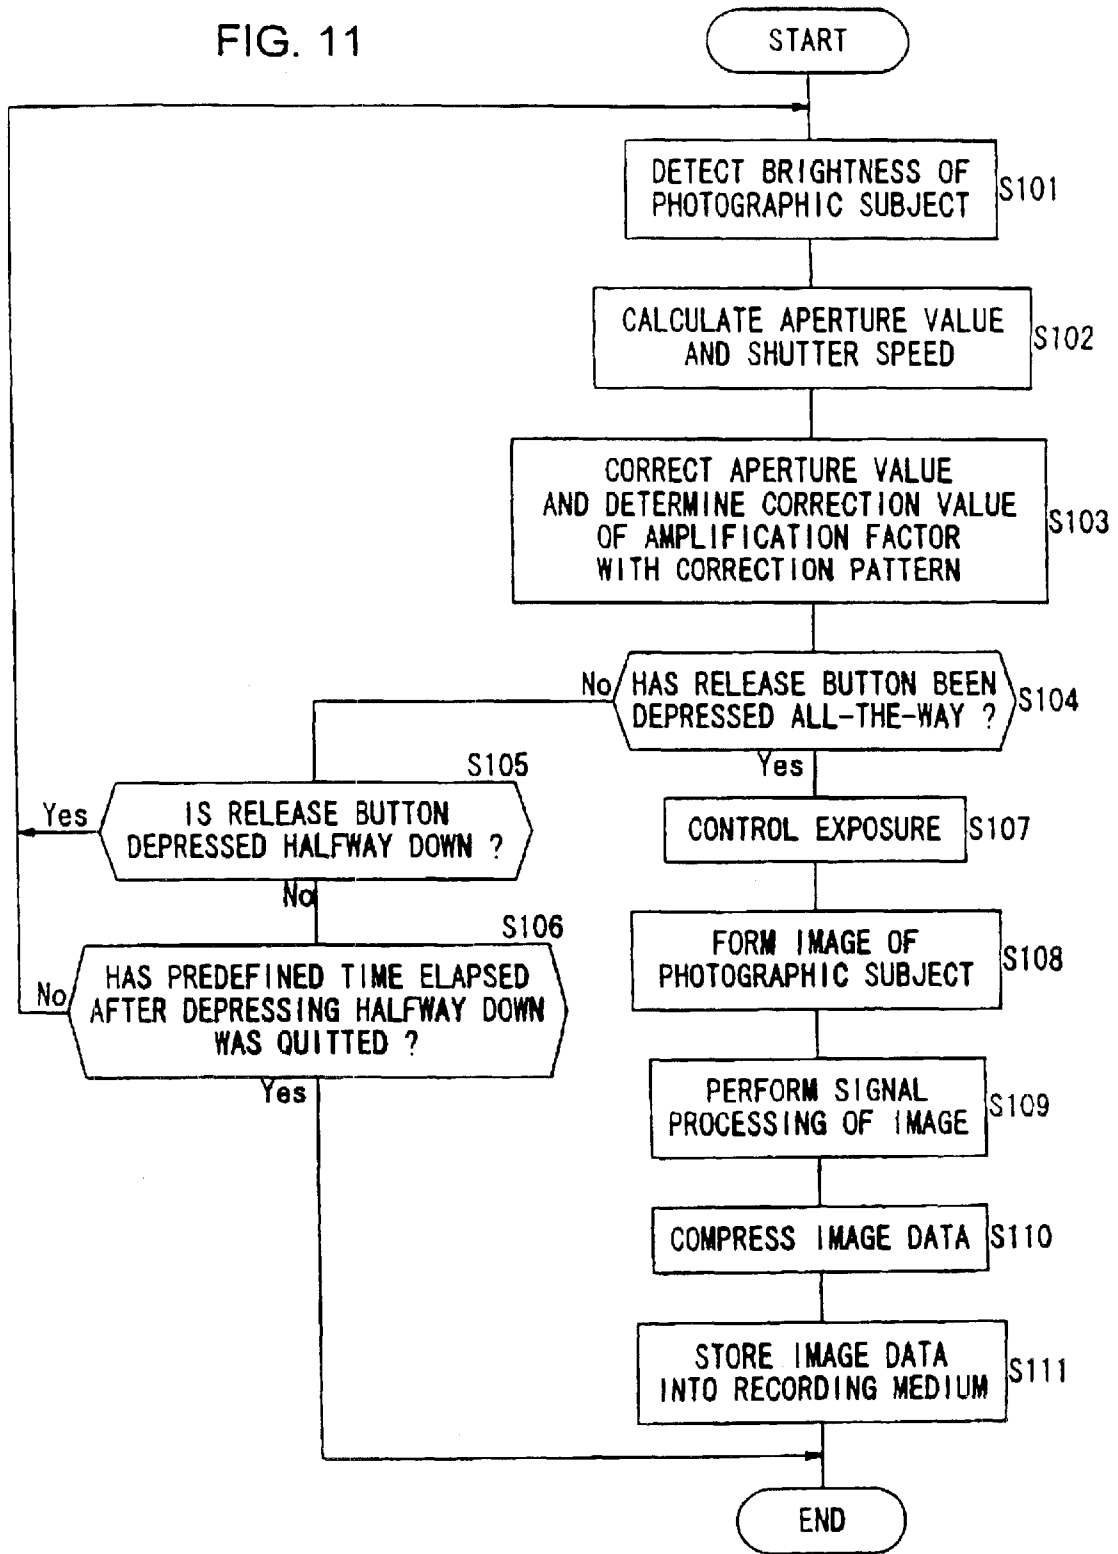 FIG. 11
START
DETECT BRIGHTNESS OF
PHOTOGRAPHIC SUBJECT
S101
CALCULATE APERTURE VALUE
AND SHUTTER SPEED
S102
CORRECT APERTURE VALUE
AND DETERMINE CORRECTION VALUE
OF AMPLIFICATION FACTOR
WITH CORRECTION PATTERN
S103
No
HAS RELEASE BUTTON BEEN
DEPRESSED ALL-THE-WAY ?
S104
Yes
S105
Yes
IS RELEASE BUTTON
DEPRESSED HALFWAY DOWN ?
No
CONTROL EXPOSURE
S107
S106
No
HAS PREDEFINED TIME ELAPSED
AFTER DEPRESSING HALFWAY DOWN
WAS QUITTED ?
Yes
FORM IMAGE OF
PHOTOGRAPHIC SUBJECT
S108
PERFORM SIGNAL
PROCESSING OF IMAGE
S109
COMPRESS IMAGE DATA
S110
STORE IMAGE DATA
INTO RECORDING MEDIUM
S111
END